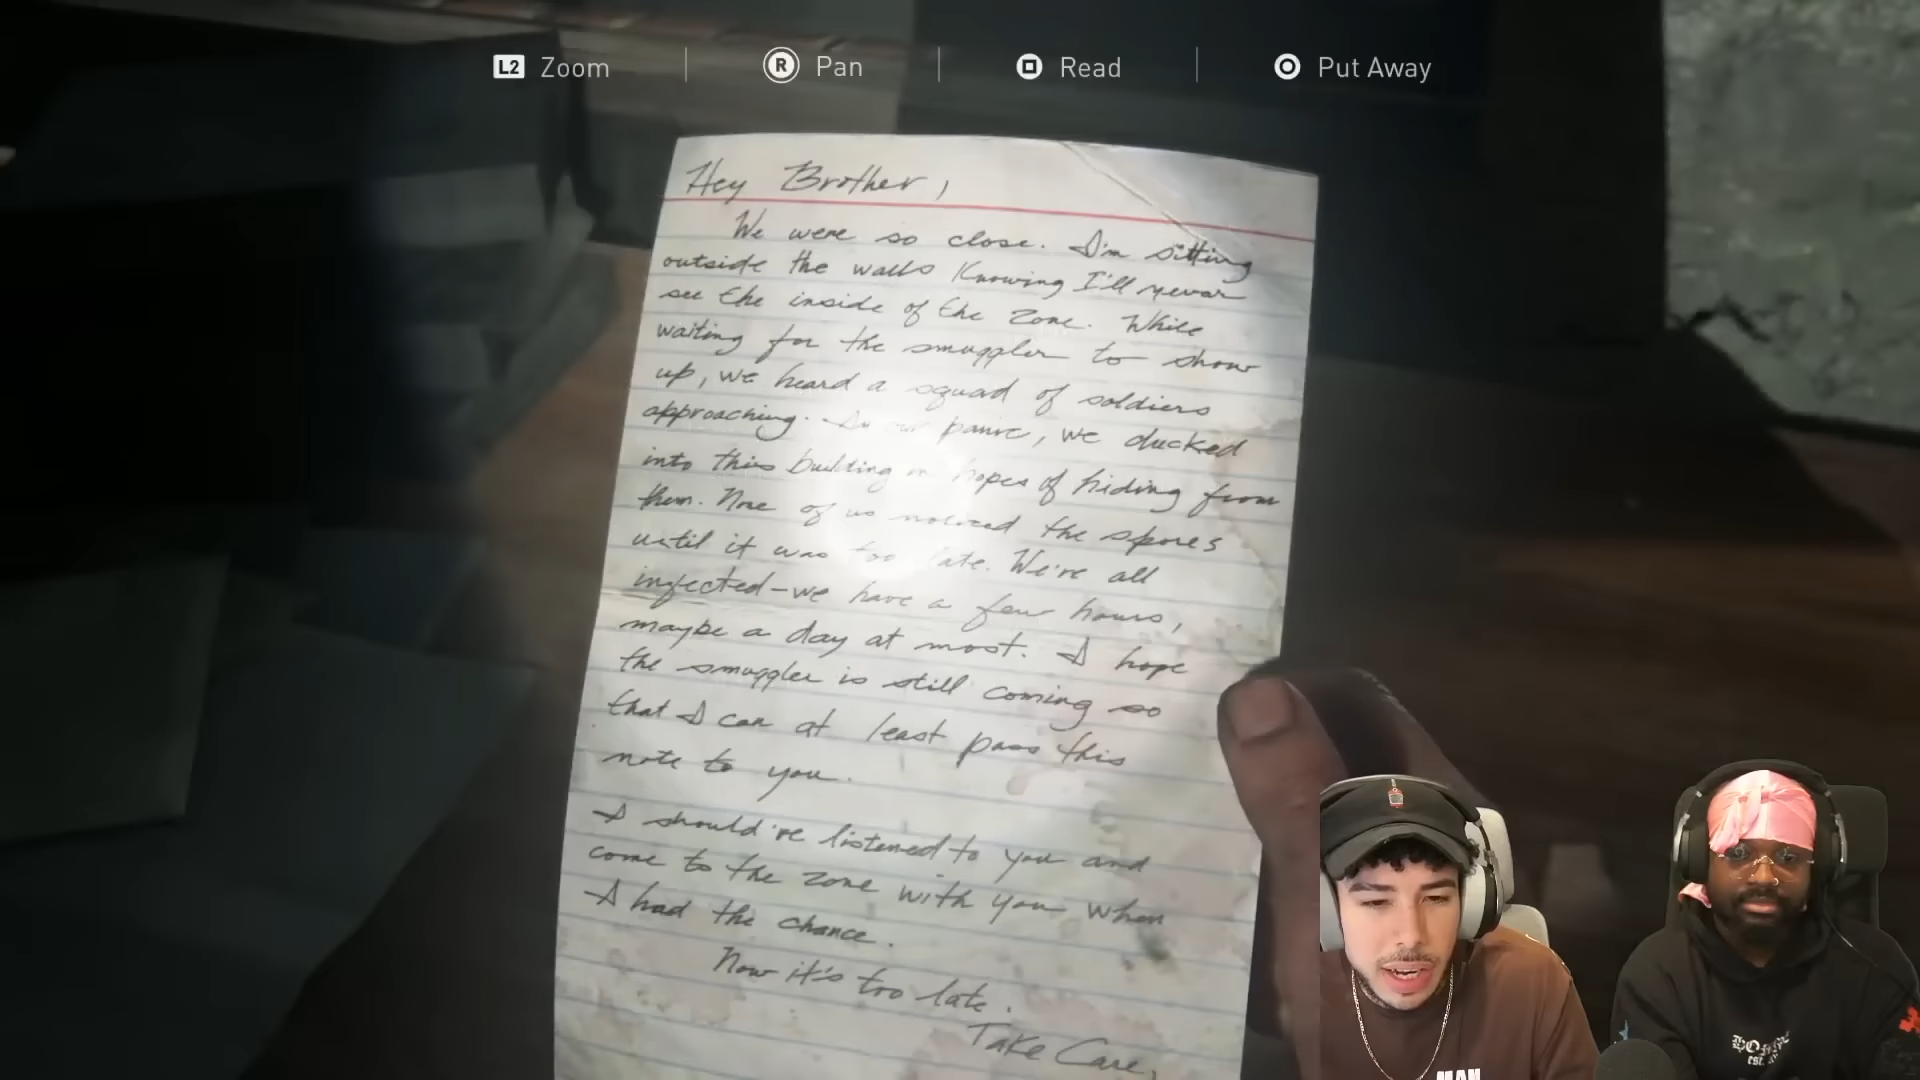 L2 Zoom
R Pan
Read
Put Away
Hey Brother,
We were so close. I'm sitting
outside the walls knowing I'll never
see the inside of the zone. While
waiting for the smuggler to show
up, we heard a squad of soldiers
approaching. In our panic, we ducked
into this building in hopes of hiding from
them. None of us noticed the spores
until it was too late. We're all
infected-we have a few hours,
maybe a day at most. I hope
the smuggler is still coming so
that I can at least pass this
note to you.
I should've listened to you and
come to the zone with you when
I had the chance.
Now it's too late.
Take Care,